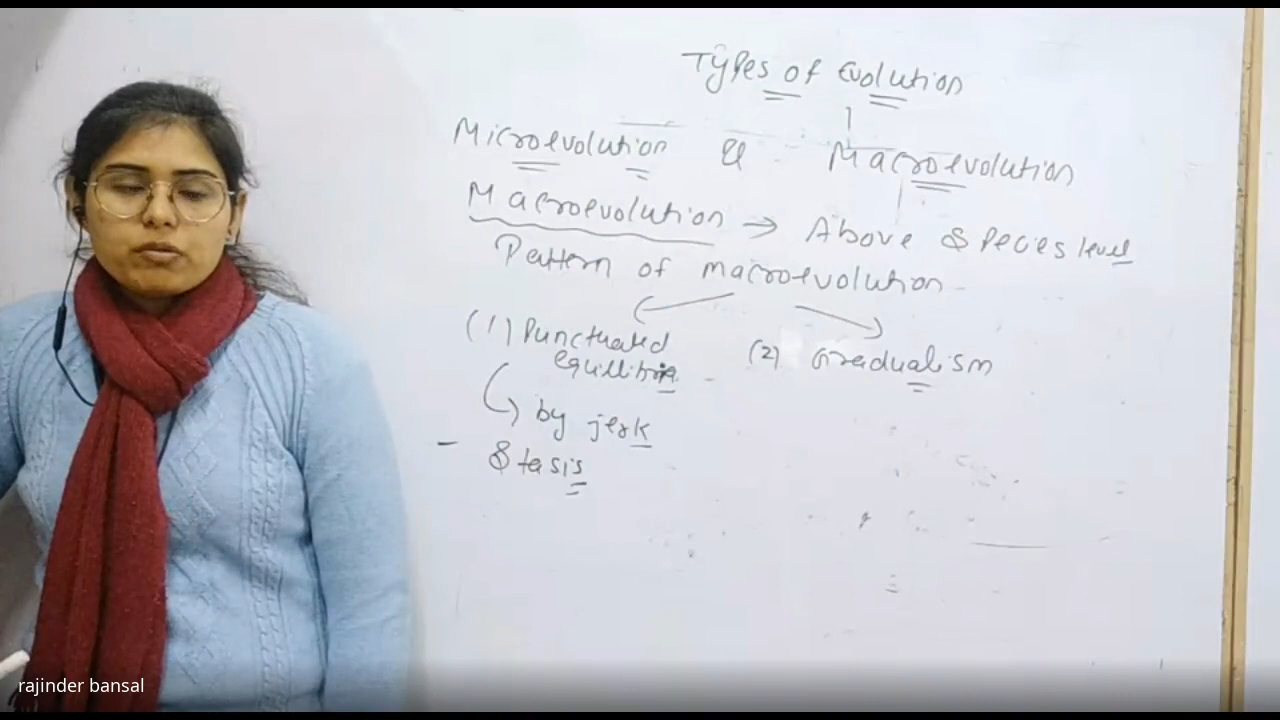 Types of Evolution
Microevolution & Macroevolution
Macroevolution → Above species level
Pattern of macroevolution
(1) Punctuated
equillibria
(2) Gradualism
by jerk
- Stasis
rajinder bansal